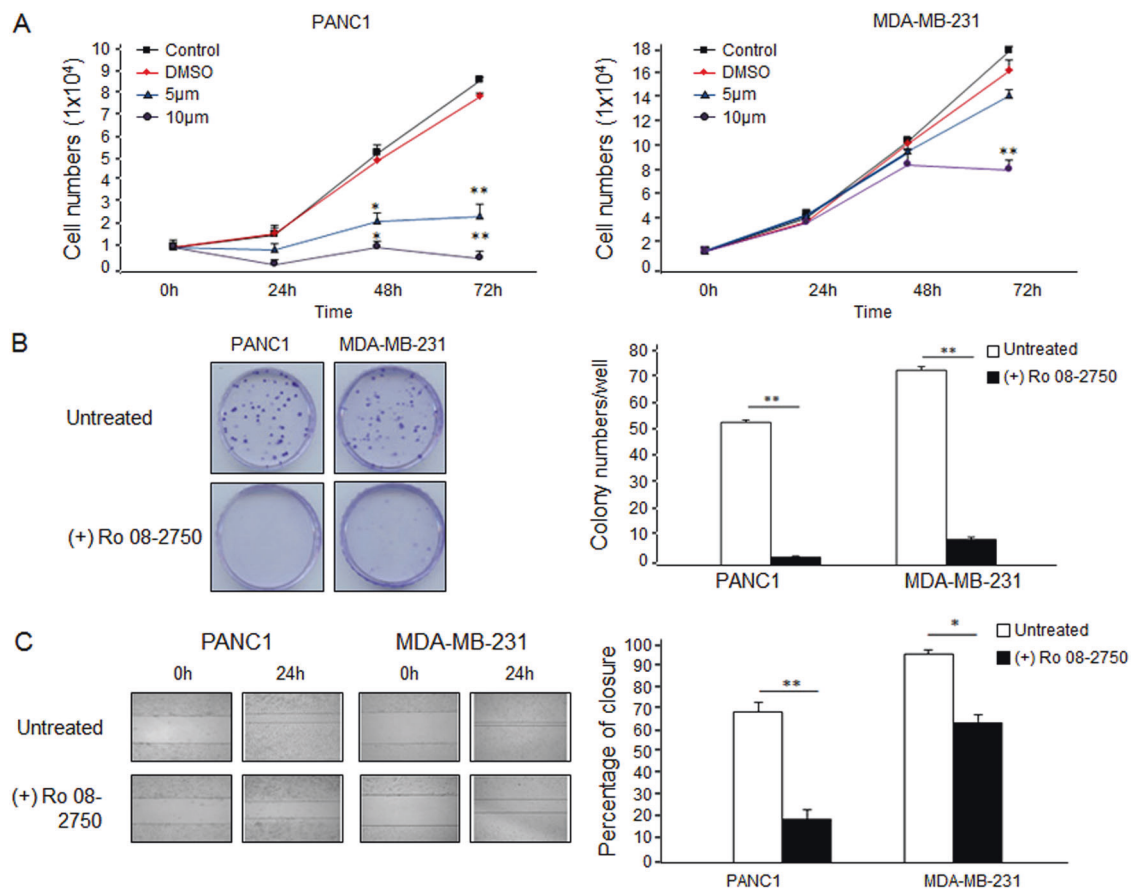 A
PANC1
Cell numbers (1x10⁴)
10
9
8
7
6
5
4
3
2
1
0
Control
DMSO
5µm
10µm
*
*
**
**
0h 24h 48h 72h
Time
MDA-MB-231
Cell numbers (1x10⁴)
18
16
14
12
10
8
6
4
2
0
Control
DMSO
5µm
10µm
**
0h 24h 48h 72h
Time
B
PANC1 MDA-MB-231
Untreated
(+) Ro 08-2750
Colony numbers/well
80
70
60
50
40
30
20
10
0
**
**
Untreated
(+) Ro 08-2750
PANC1 MDA-MB-231
C
PANC1 MDA-MB-231
0h 24h 0h 24h
Untreated
(+) Ro 08-
2750
Percentage of closure
100
90
80
70
60
50
40
30
20
10
0
**
*
Untreated
(+) Ro 08-2750
PANC1 MDA-MB-231